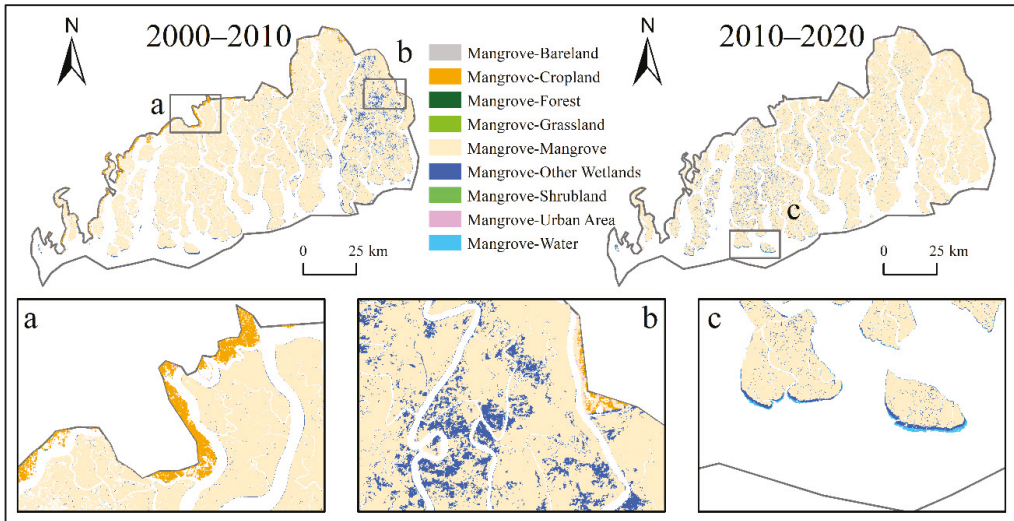 N
2000–2010
b
a
0 25 km
Mangrove-Bareland
Mangrove-Cropland
Mangrove-Forest
Mangrove-Grassland
Mangrove-Mangrove
Mangrove-Other Wetlands
Mangrove-Shrubland
Mangrove-Urban Area
Mangrove-Water
N
2010–2020
c
0 25 km
a
b
c